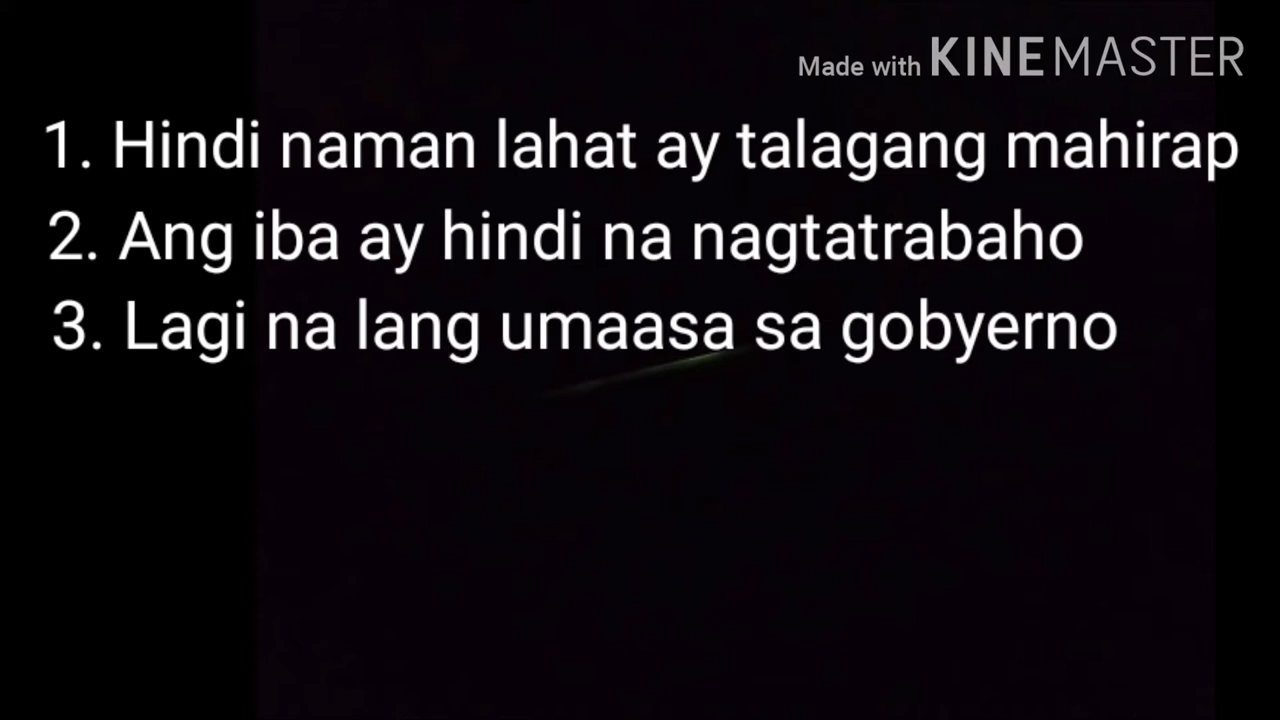 Made with KINEMASTER
1. Hindi naman lahat ay talagang mahirap
2. Ang iba ay hindi na nagtatrabaho
3. Lagi na lang umaasa sa gobyerno